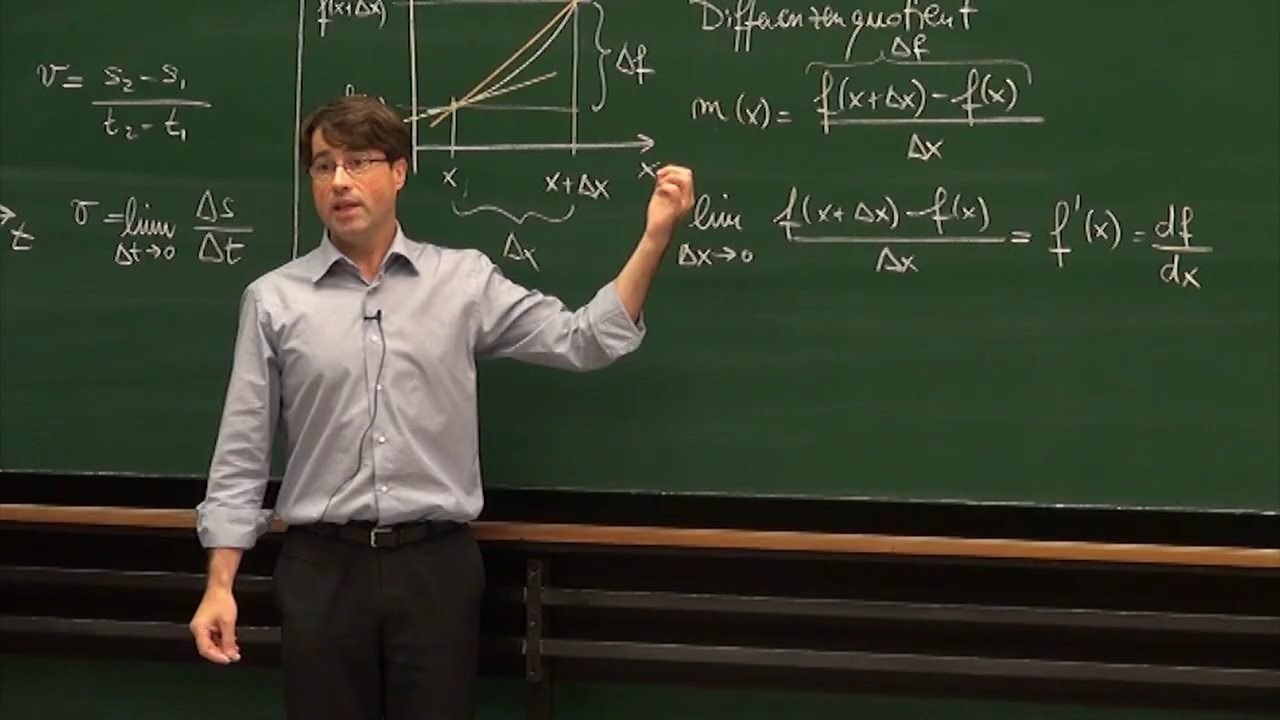 v = s₂ - s₁ / t₂ - t₁
t
v = lim Δt→0 Δs / Δt
f(x+Δx)
Δf
x
x+Δx
x
Δx
Differenzenquotient
Δf
m(x) = f(x+Δx) - f(x) / Δx
lim Δx→0 f(x+Δx) - f(x) / Δx = f'(x) = df / dx